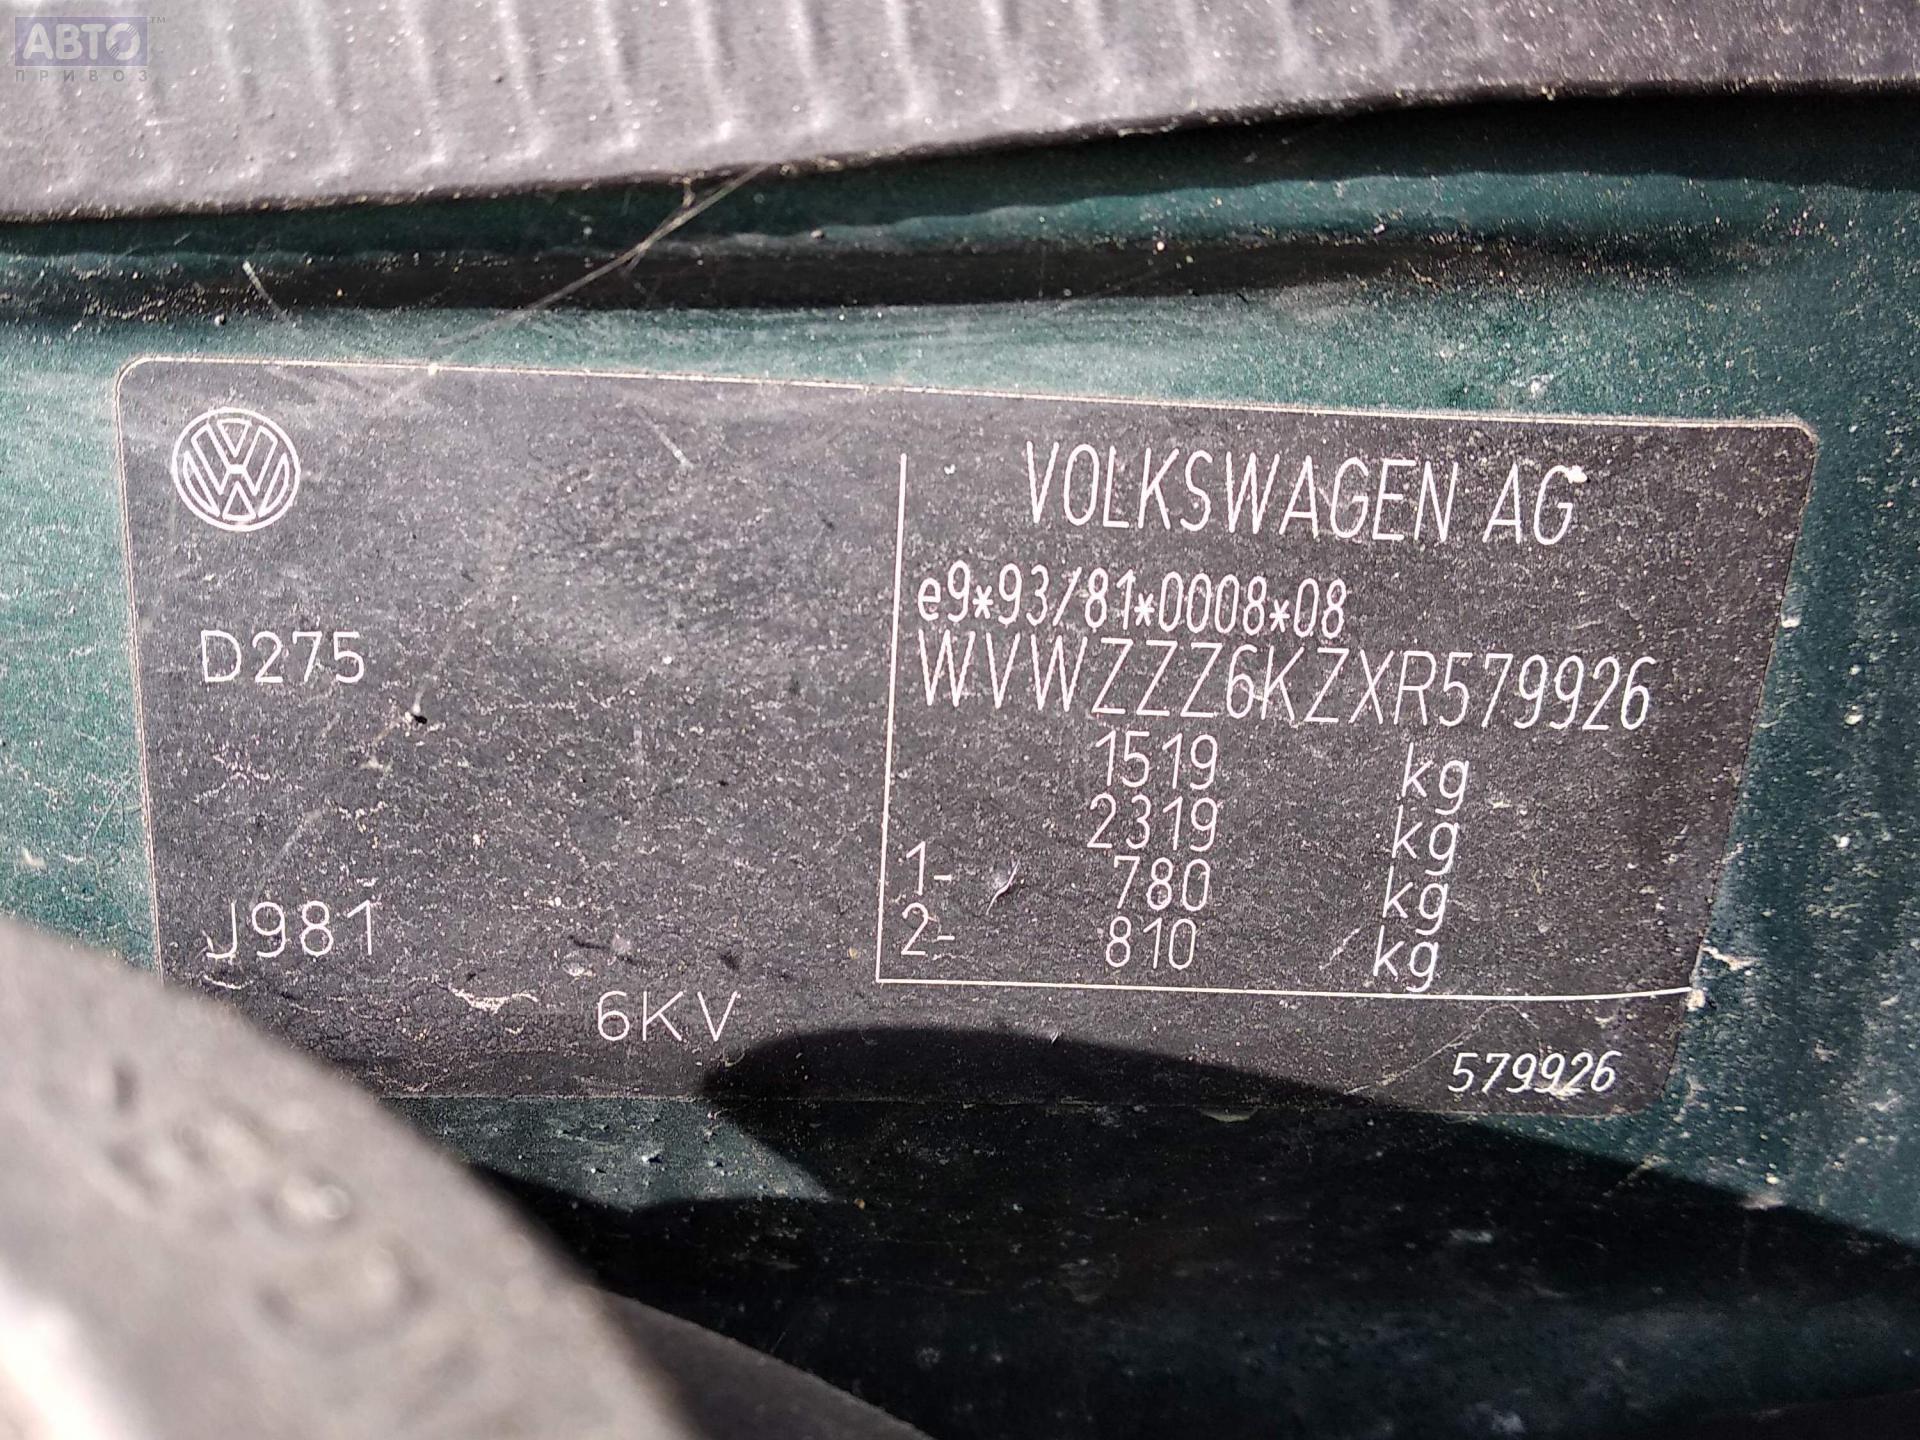 АВТО™
ПРИВОЗ
VOLKSWAGEN AG
e9*93/81*0008*08
WVWZZZ6KZXR579926
1519 kg
2319 kg
1- 780 kg
2- 810 kg
D275
J981
6KV
579926